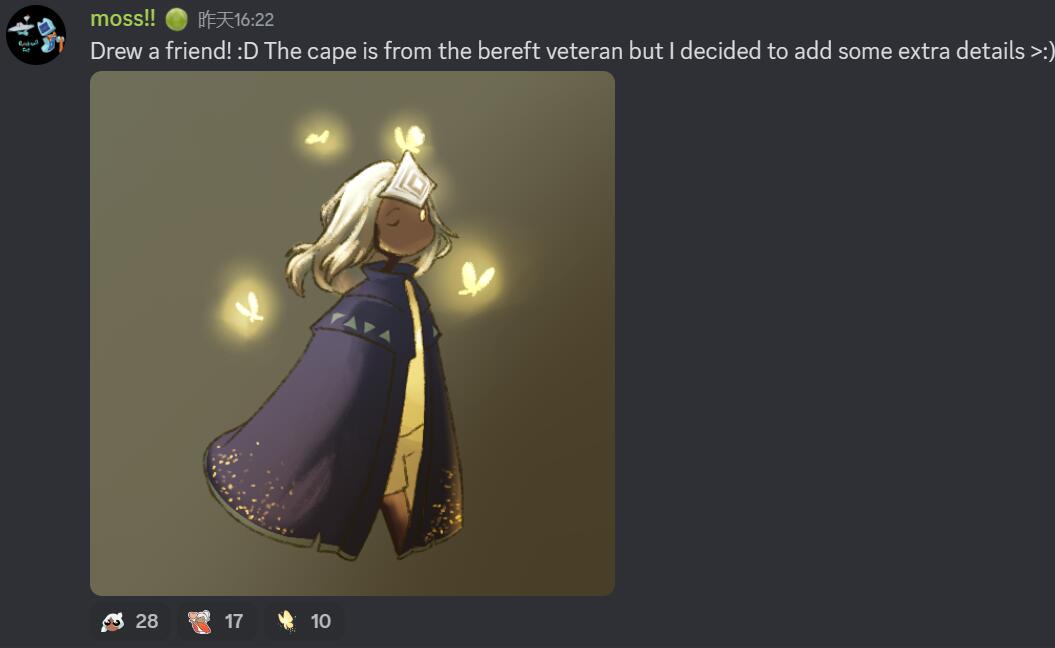 moss!! 昨天16:22
Drew a friend! :D The cape is from the bereft veteran but I decided to add some extra details >:)
28 17 10